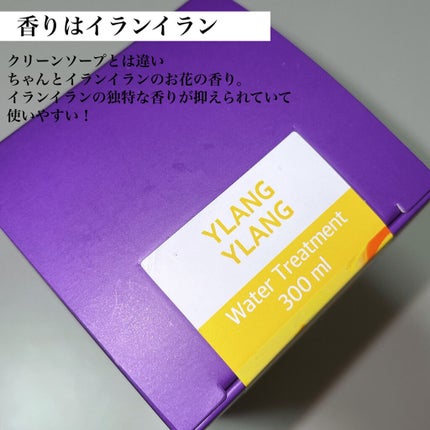 香りはイランイラン
クリーンソープとは違い
ちゃんとイランイランのお花の香り。
イランイランの独特な香りが抑えられていて
使いやすい！
YLANG
YLANG
Water Treatment
300 ml